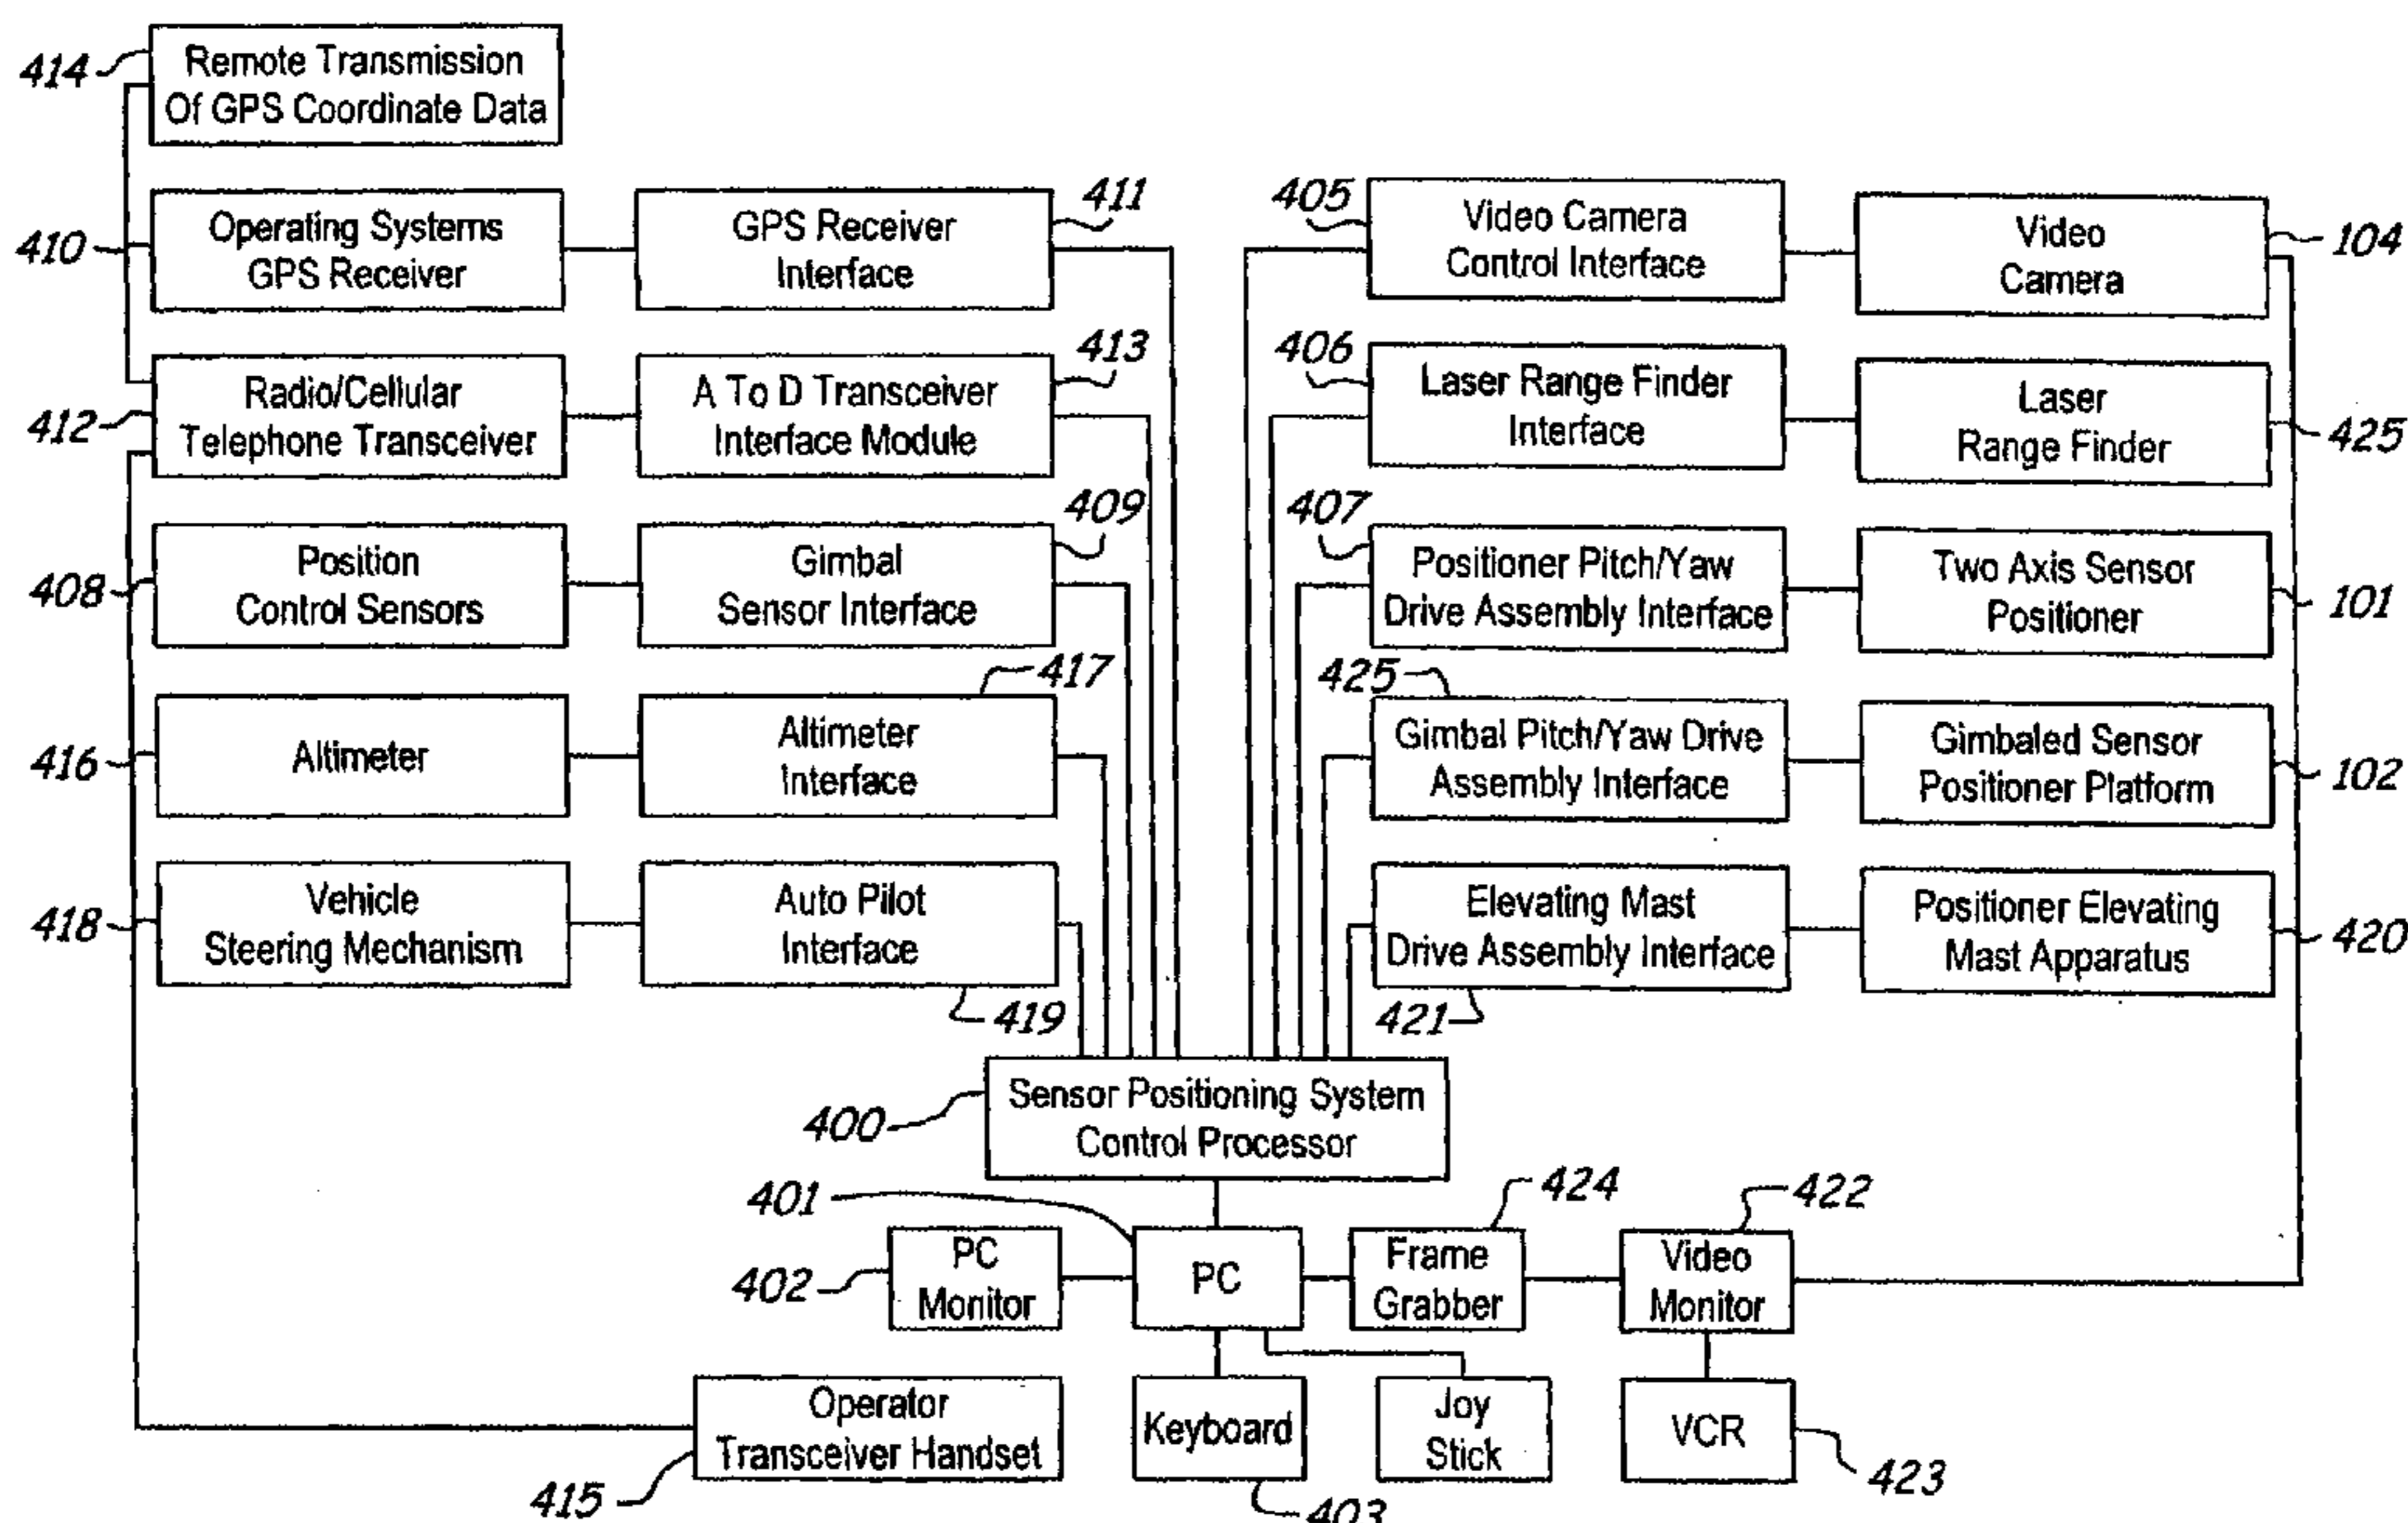 414
Remote Transmission
Of GPS Coordinate Data
410
Operating Systems
GPS Receiver
GPS Receiver
Interface
411
405
Video Camera
Control Interface
Video
Camera
104
412
Radio/Cellular
Telephone Transceiver
A To D Transceiver
Interface Module
413
406
Laser Range Finder
Interface
Laser
Range Finder
425
408
Position
Control Sensors
Gimbal
Sensor Interface
409
407
Positioner Pitch/Yaw
Drive Assembly Interface
Two Axis Sensor
Positioner
101
416
Altimeter
Altimeter
Interface
417
425
Gimbal Pitch/Yaw Drive
Assembly Interface
Gimbaled Sensor
Positioner Platform
102
418
Vehicle
Steering Mechanism
Auto Pilot
Interface
419
Elevating Mast
Drive Assembly Interface
421
Positioner Elevating
Mast Apparatus
420
400
Sensor Positioning System
Control Processor
401
402
PC
Monitor
PC
Frame
Grabber
424
Video
Monitor
422
415
Operator
Transceiver Handset
Keyboard
403
Joy
Stick
VCR
423